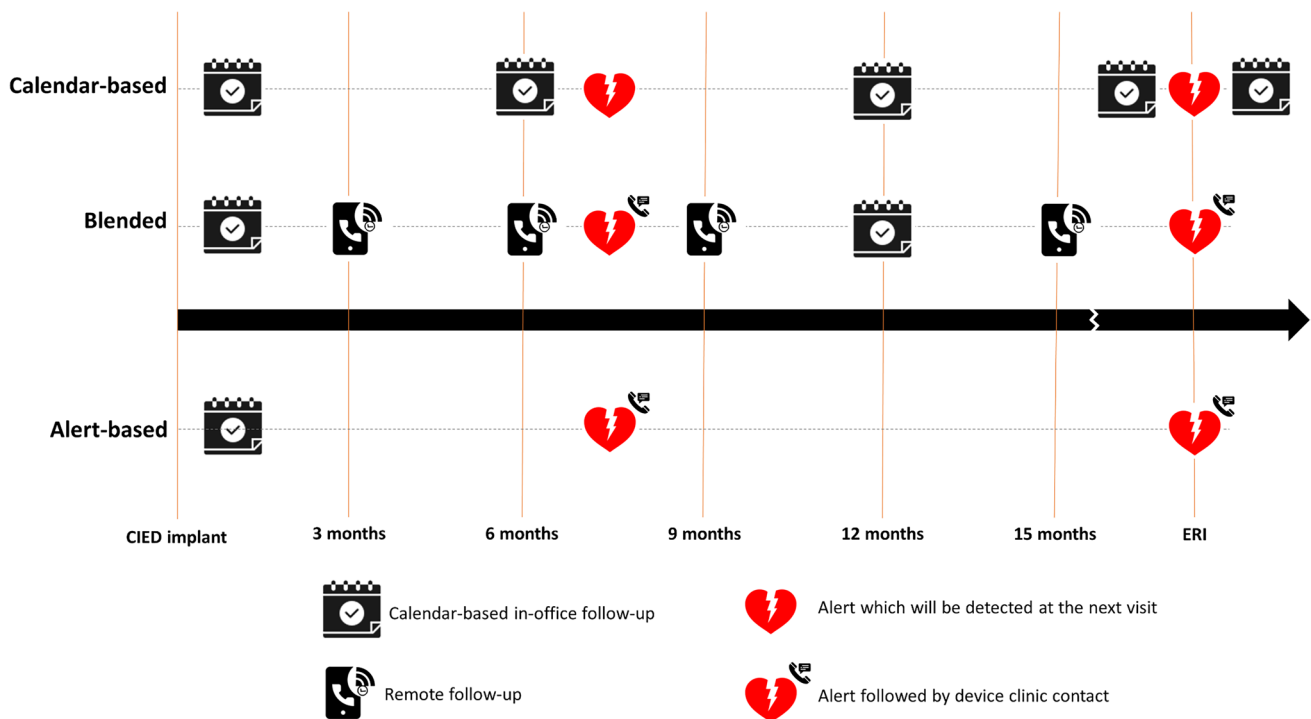 Calendar-based
Blended
Alert-based
CIED implant
3 months
6 months
9 months
12 months
15 months
ERI
Calendar-based in-office follow-up
Alert which will be detected at the next visit
Remote follow-up
Alert followed by device clinic contact